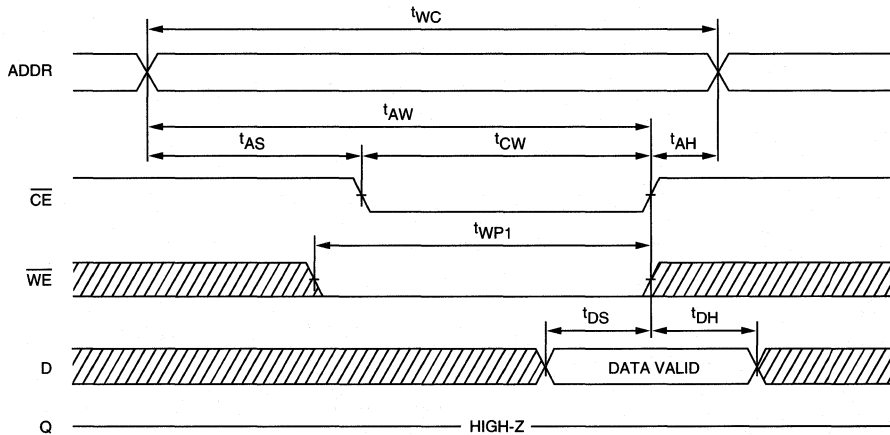 tWC
ADDR
tAW
tAS
tCW
tAH
CE
tWP1
WE
tDS
tDH
D
DATA VALID
Q
HIGH-Z